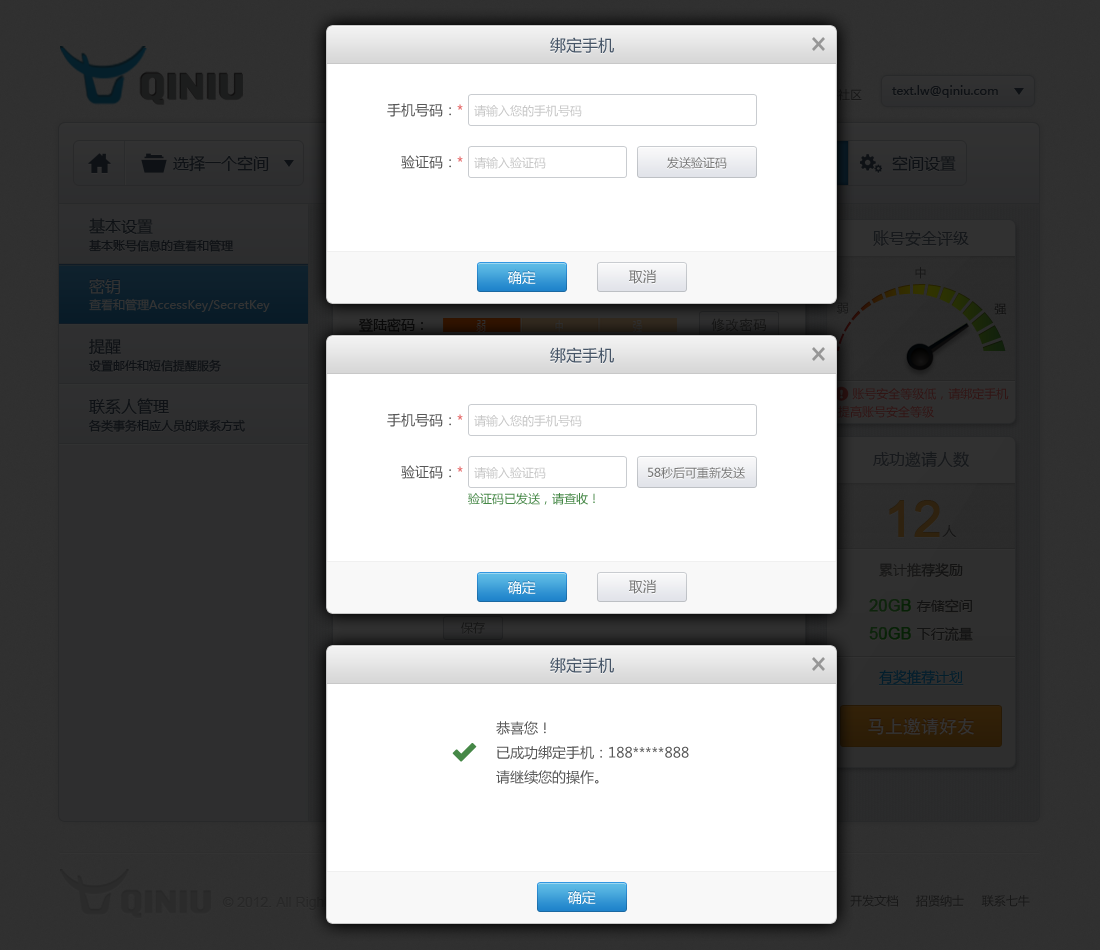 QINIU
社区
text.lw@qiniu.com
选择一个空间
空间设置
基本设置
基本账号信息的查看和管理
密钥
查看和管理AccessKey/SecretKey
提醒
设置邮件和短信提醒服务
联系人管理
各类事务相应人员的联系方式
绑定手机
手机号码：* 请输入您的手机号码
验证码：* 请输入验证码 发送验证码
确定 取消
登陆密码： 弱 中 强 修改密码
绑定手机
手机号码：* 请输入您的手机号码
验证码：* 请输入验证码 58秒后可重新发送
验证码已发送，请查收！
确定 取消
保存
绑定手机
恭喜您！
已成功绑定手机：188*****888
请继续您的操作。
确定
账号安全评级
中
弱
强
账号安全等级低，请绑定手机
提高账号安全等级
成功邀请人数
12人
累计推荐奖励
20GB 存储空间
50GB 下行流量
有奖推荐计划
马上邀请好友
QINIU © 2012, All Rig
开发文档 招贤纳士 联系七牛